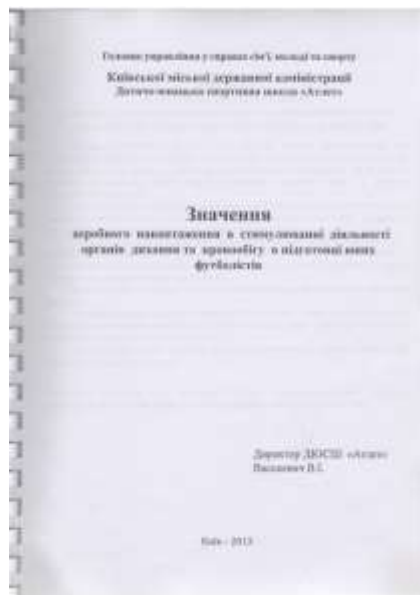 Головне управління у справах сім'ї, молоді та спорту
Київської міської державної адміністрації
Дитячо-юнацька спортивна школа «Атлет»
Значення
аеробного навантаження в стимулюванні діяльності
органів дихання та кровообігу в підготовці юних
футболістів
Директор ДЮСШ «Атлет»
В.І.
Київ - 2013